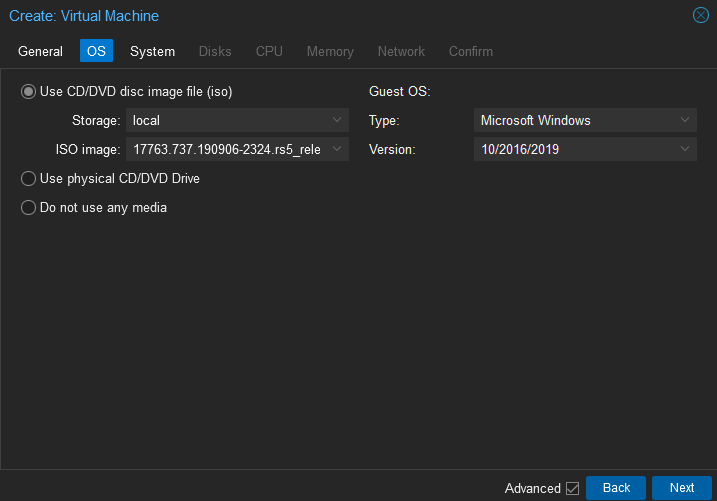 Create: Virtual Machine
General OS System Disks CPU Memory Network Confirm
Use CD/DVD disc image file (iso) Guest OS:
Storage: local Type: Microsoft Windows
ISO image: 17763.737.190906-2324.rs5_rele Version: 10/2016/2019
Use physical CD/DVD Drive
Do not use any media
Advanced Back Next